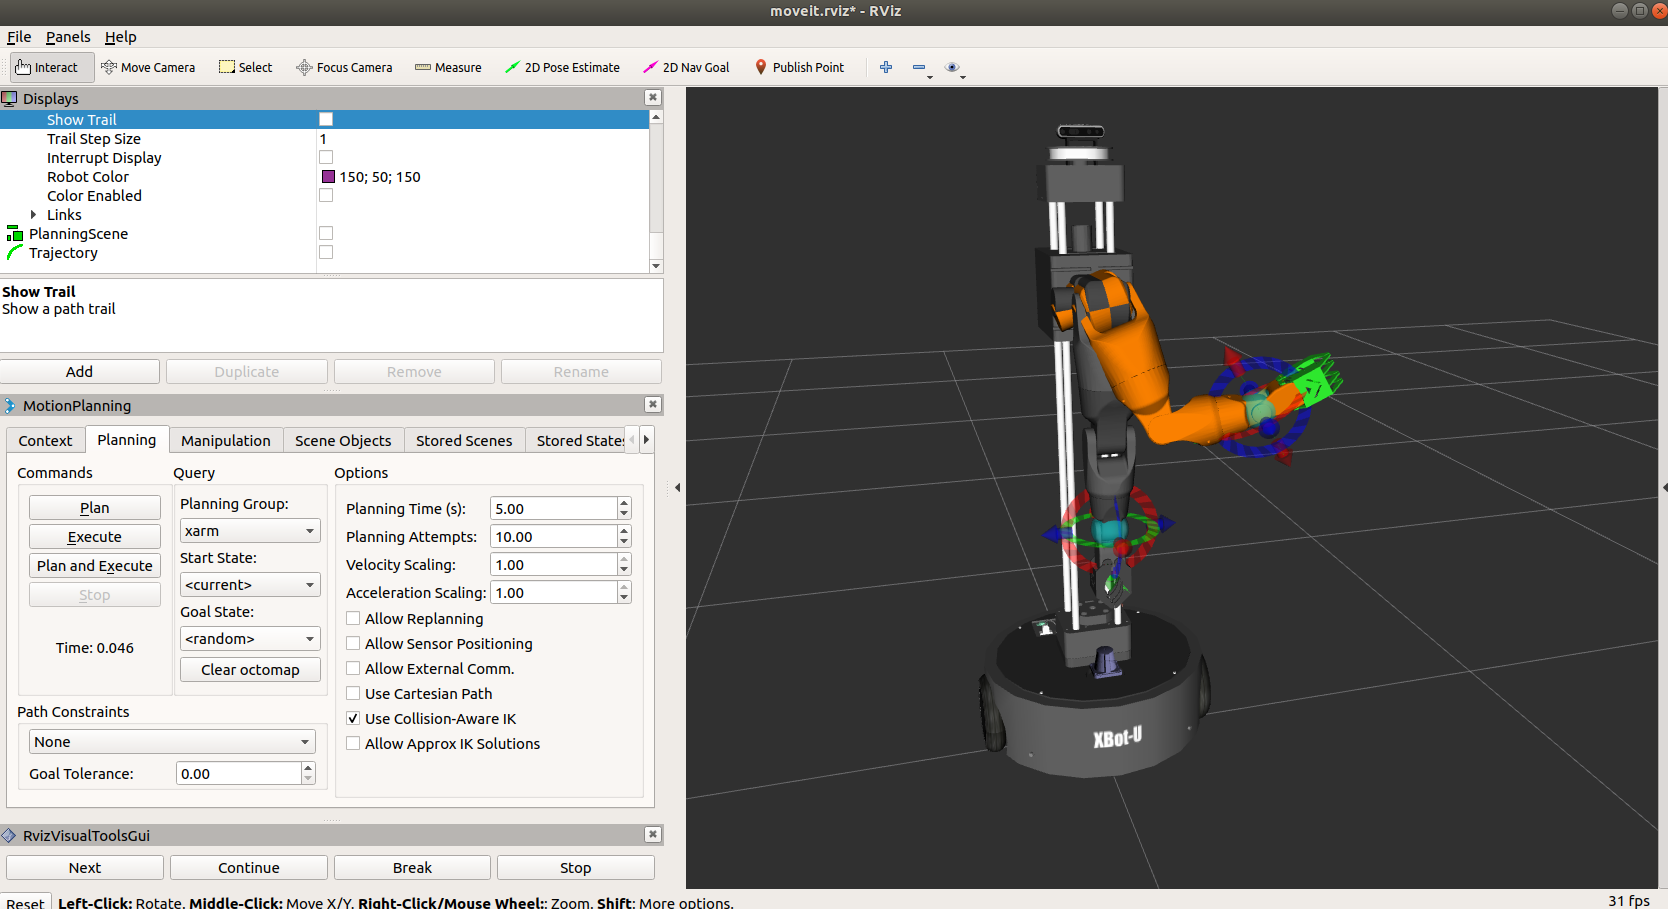 moveit.rviz* - RViz
File Panels Help
Interact Move Camera Select Focus Camera Measure 2D Pose Estimate 2D Nav Goal Publish Point
Displays
Show Trail
Trail Step Size 1
Interrupt Display
Robot Color 150; 50; 150
Color Enabled
Links
PlanningScene
Trajectory
Show Trail
Show a path trail
Add Duplicate Remove Rename
MotionPlanning
Context Planning Manipulation Scene Objects Stored Scenes Stored States
Commands Query Options
Plan
Execute
Plan and Execute
Stop
Time: 0.046
Planning Group:
xarm
Start State:
<current>
Goal State:
<random>
Clear octomap
Planning Time (s): 5.00
Planning Attempts: 10.00
Velocity Scaling: 1.00
Acceleration Scaling: 1.00
Allow Replanning
Allow Sensor Positioning
Allow External Comm.
Use Cartesian Path
Use Collision-Aware IK
Allow Approx IK Solutions
Path Constraints
None
Goal Tolerance: 0.00
RvizVisualToolsGui
Next Continue Break Stop
Reset Left-Click: Rotate. Middle-Click: Move X/Y. Right-Click/Mouse Wheel:: Zoom. Shift: More options.
31 fps
XBot-U